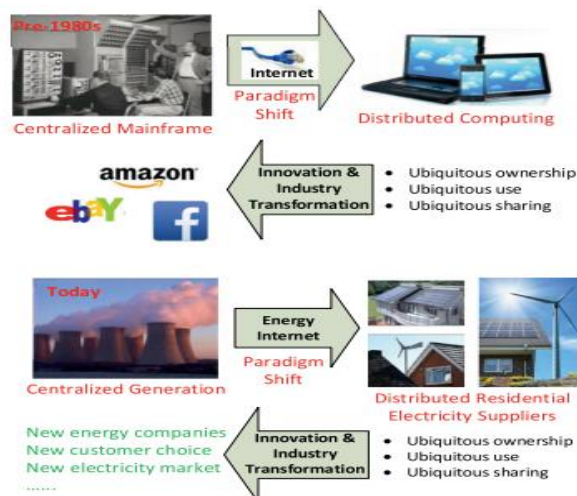 Pre-1980s
Internet
Paradigm
Shift
Centralized Mainframe
Distributed Computing
amazon
ebaY
f
Innovation &
Industry
Transformation
• Ubiquitous ownership
• Ubiquitous use
• Ubiquitous sharing
Today
Energy
Internet
Paradigm
Shift
Centralized Generation
Distributed Residential
Electricity Suppliers
New energy companies
New customer choice
New electricity market
......
Innovation &
Industry
Transformation
• Ubiquitous ownership
• Ubiquitous use
• Ubiquitous sharing